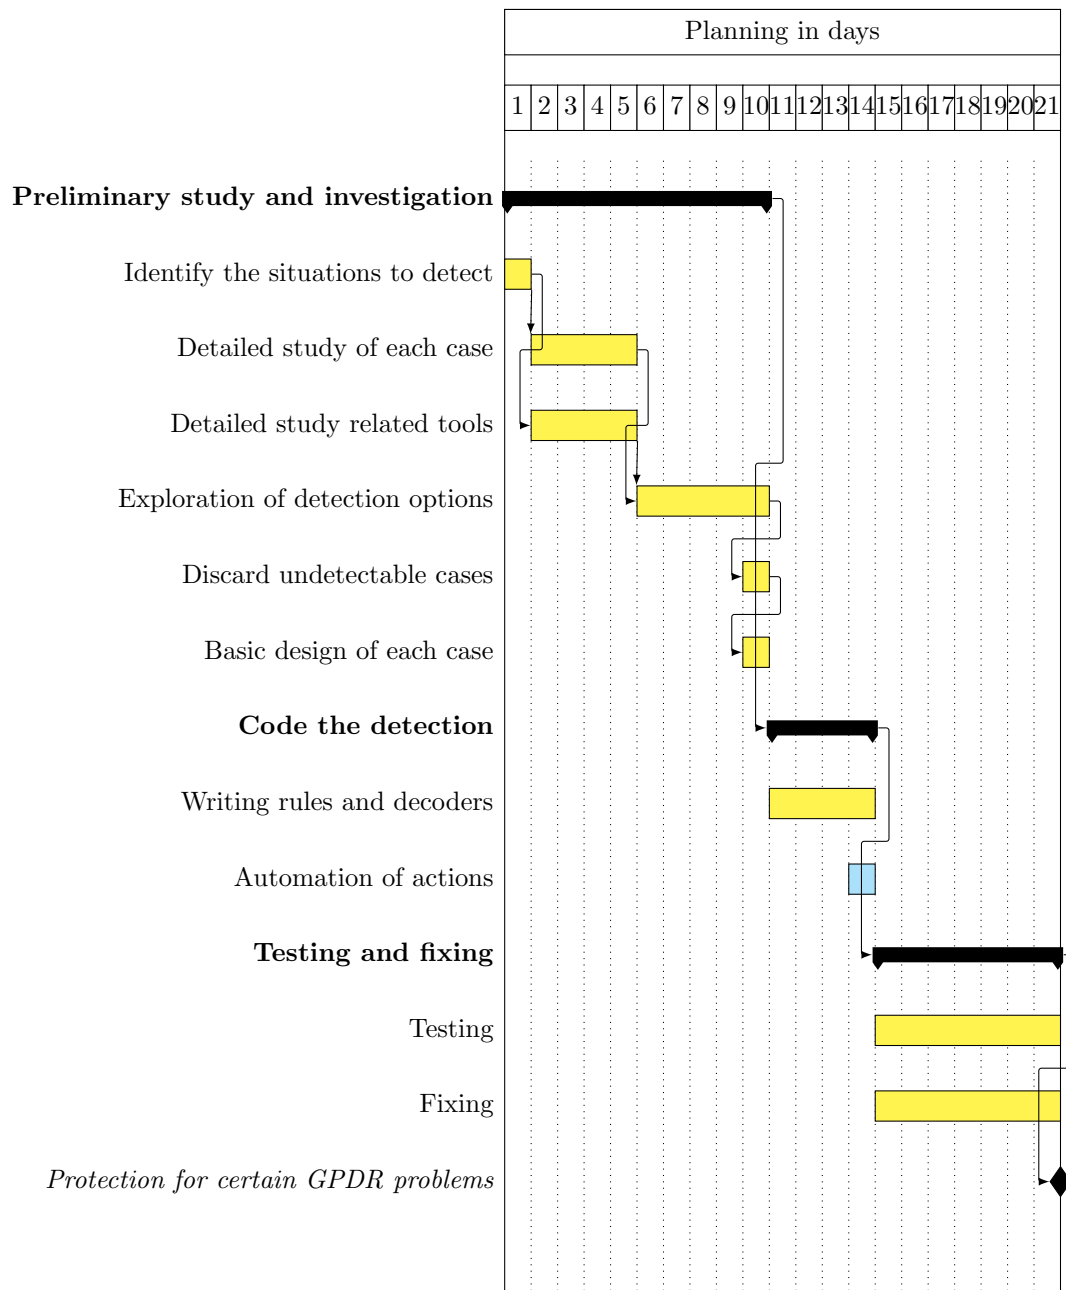 Planning in days
1 2 3 4 5 6 7 8 9 10 11 12 13 14 15 16 17 18 19 20 21
Preliminary study and investigation
Identify the situations to detect
Detailed study of each case
Detailed study related tools
Exploration of detection options
Discard undetectable cases
Basic design of each case
Code the detection
Writing rules and decoders
Automation of actions
Testing and fixing
Testing
Fixing
Protection for certain GPDR problems